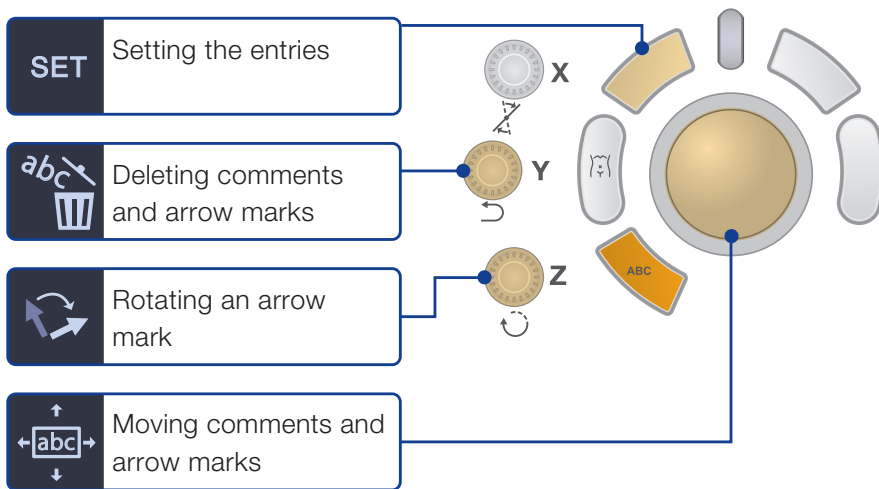 SET
Setting the entries
X
abc
Deleting comments
and arrow marks
Y
Rotating an arrow
mark
Z
ABC
abc
Moving comments and
arrow marks